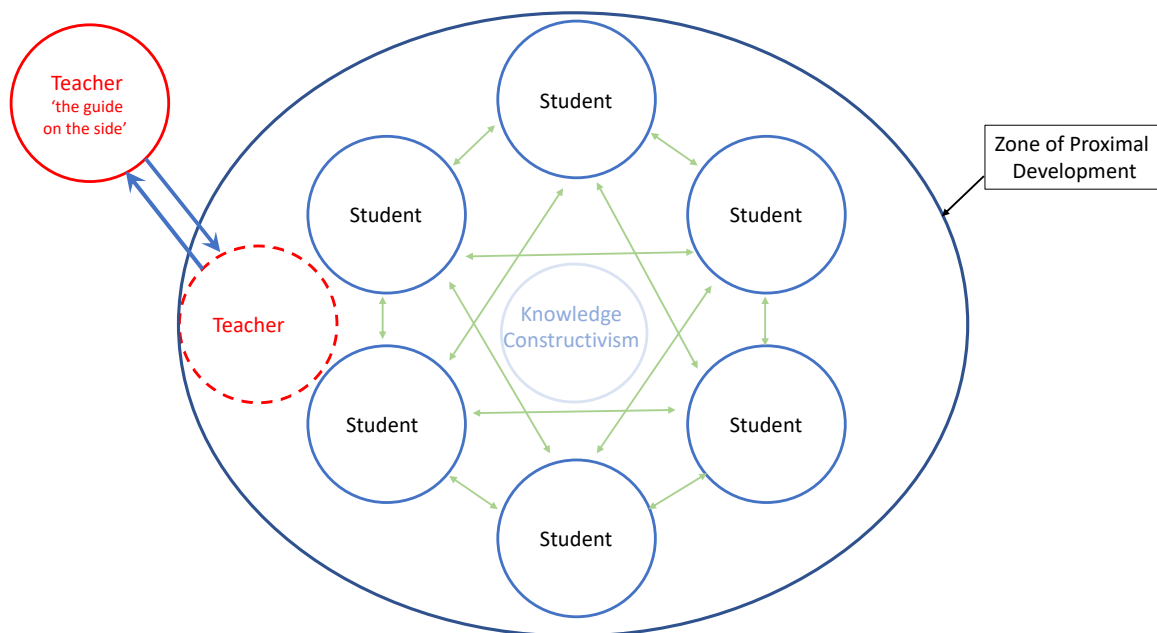 Teacher
‘the guide
on the side’
Student
Zone of Proximal
Development
Student
Student
Teacher
Knowledge
Constructivism
Student
Student
Student